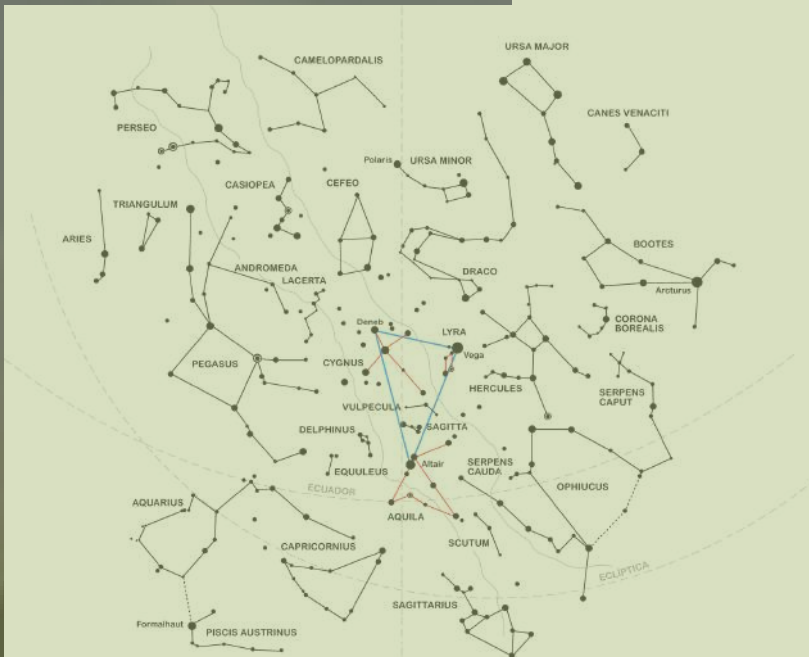 URSA MAJOR
CAMELOPARDALIS
CANES VENACITI
PERSEO
Polaris
URSA MINOR
CASIOPEA
CEFEO
TRIANGULUM
ARIES
BOOTES
ANDROMEDA
DRACO
LACERTA
Arcturus
Deneb
LYRA
CORONA
BOREALIS
Vega
PEGASUS
CYGNUS
HERCULES
SERPENS
CAPUT
VULPECULA
DELPHINUS
SAGITTA
Altair
SERPENS
CAUDA
EQUULEUS
OPHIUCUS
ECUADOR
AQUARIUS
AQUILA
SCUTUM
CAPRICORNIUS
ECLÍPTICA
SAGITTARIUS
Formalhaut
PISCIS AUSTRINUS